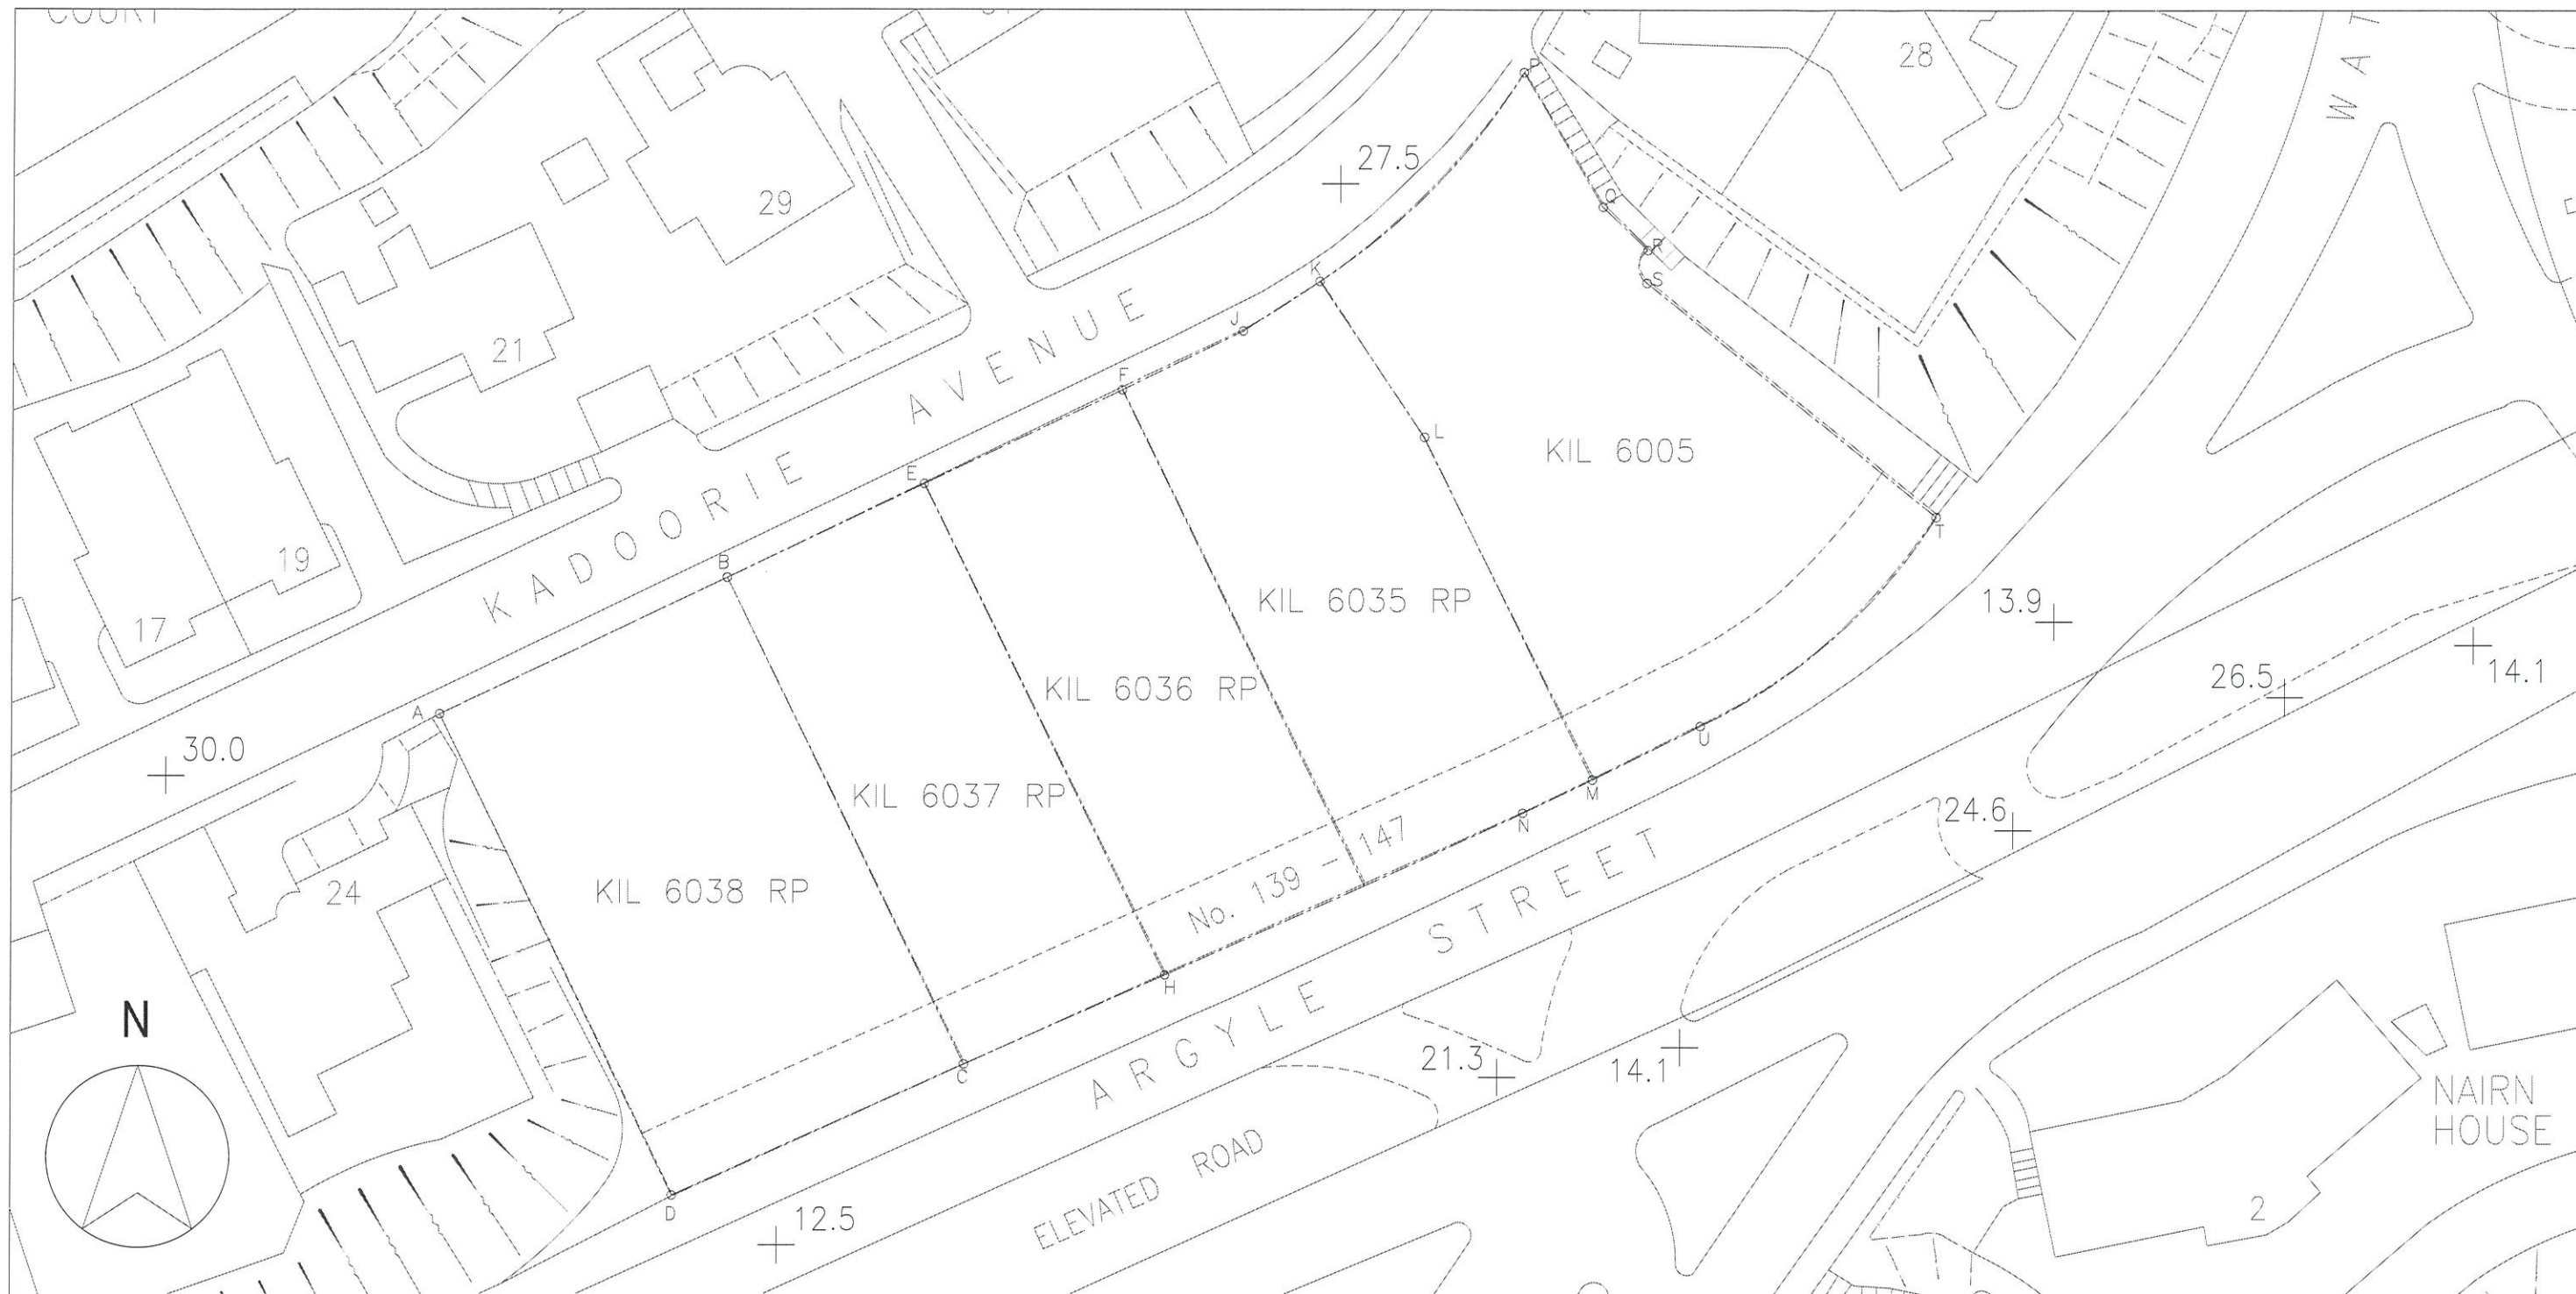 COURT
28
P
27.5
WAT
29
Q
R
S
K
J
21
F
L
KIL 6005
KADOORIE AVENUE
E
T
B
19
KIL 6035 RP
13.9
17
14.1
26.5
KIL 6036 RP
A
U
30.0
M
KIL 6037 RP
24.6
N
No. 139 - 147
24
KIL 6038 RP
ARGYLE STREET
H
N
21.3
14.1
C
NAIRN
HOUSE
ELEVATED ROAD
2
D
12.5